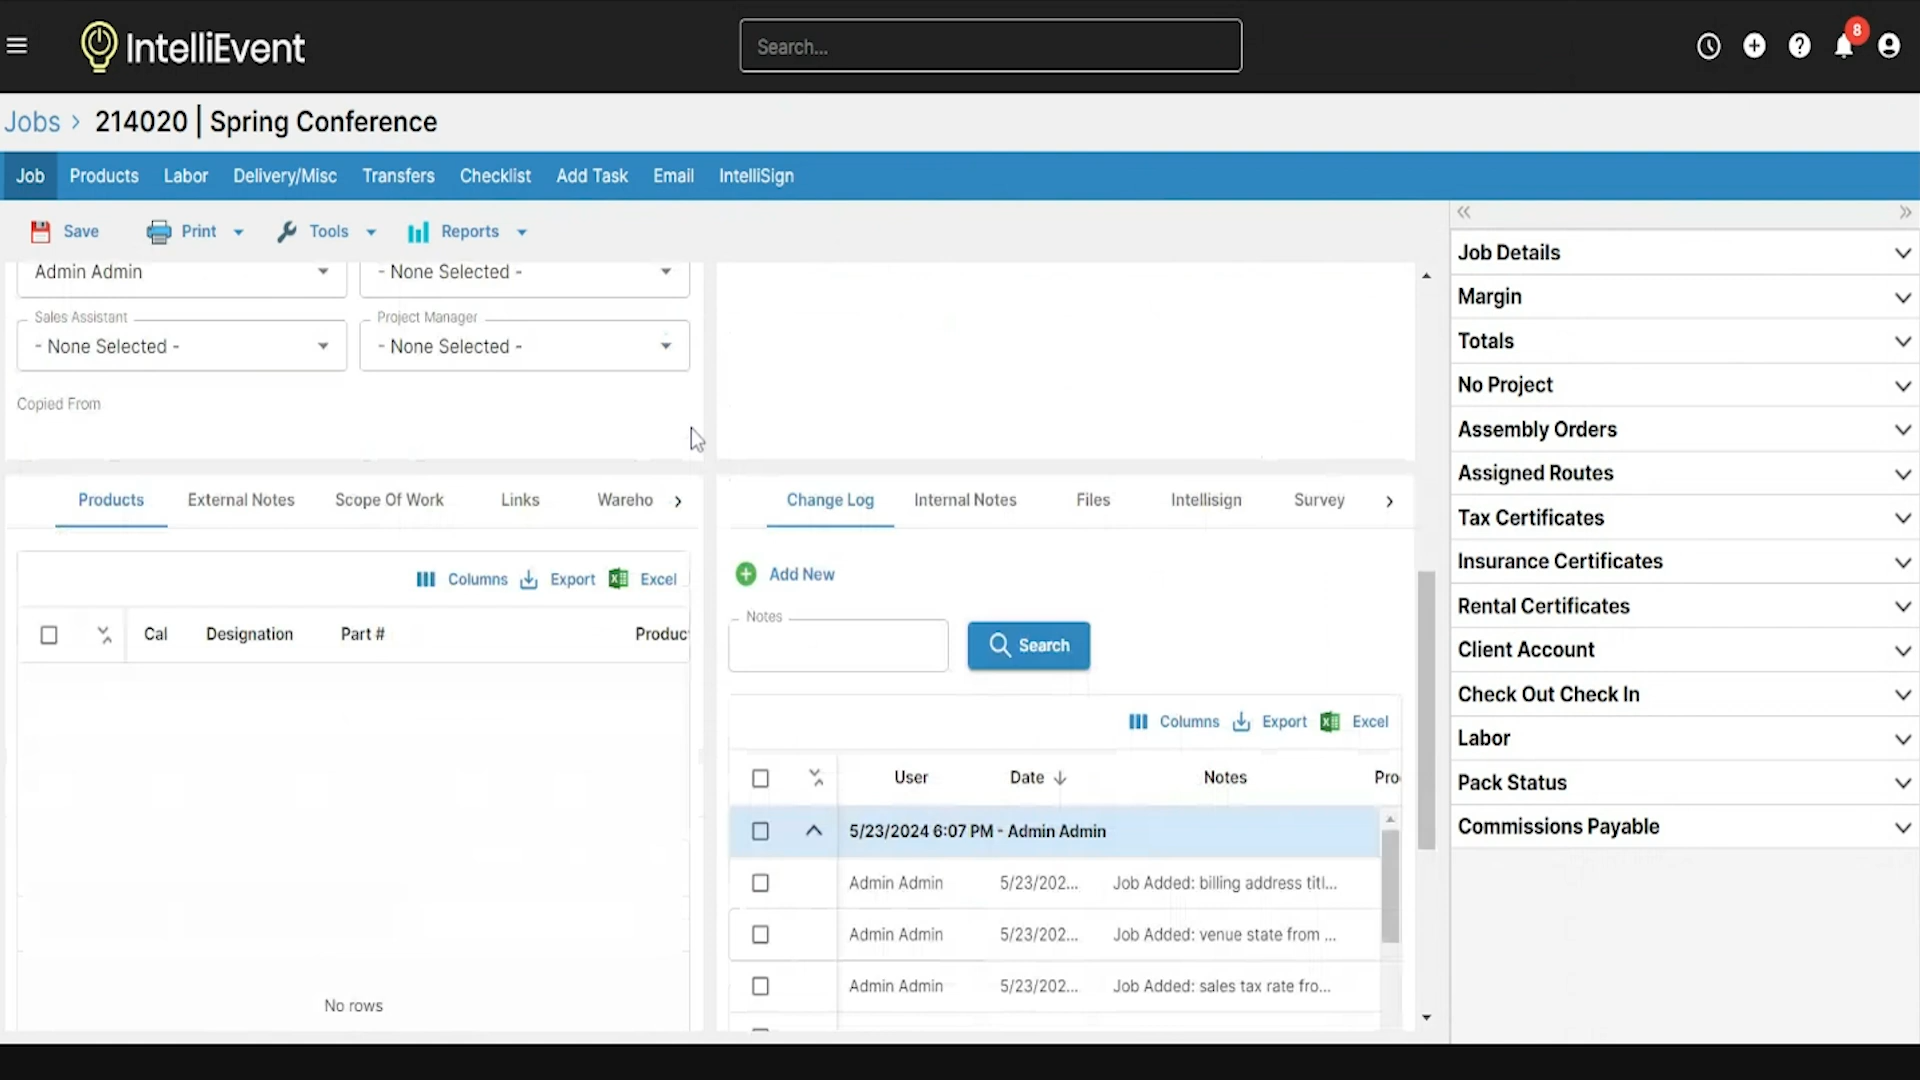 IntelliEvent
Search...
8
Jobs > 214020 | Spring Conference
Job Products Labor Delivery/Misc Transfers Checklist Add Task Email IntelliSign
Save Print Tools Reports
Admin Admin
- None Selected -
Sales Assistant
- None Selected -
Project Manager
- None Selected -
Copied From
Products External Notes Scope Of Work Links Wareho
Columns Export Excel
Cal Designation Part # Produc
No rows
Change Log Internal Notes Files Intellisign Survey
Add New
Notes
Search
Columns Export Excel
User Date Notes Pro
5/23/2024 6:07 PM - Admin Admin
Admin Admin 5/23/202... Job Added: billing address titl...
Admin Admin 5/23/202... Job Added: venue state from ...
Admin Admin 5/23/202... Job Added: sales tax rate fro...
Job Details
Margin
Totals
No Project
Assembly Orders
Assigned Routes
Tax Certificates
Insurance Certificates
Rental Certificates
Client Account
Check Out Check In
Labor
Pack Status
Commissions Payable